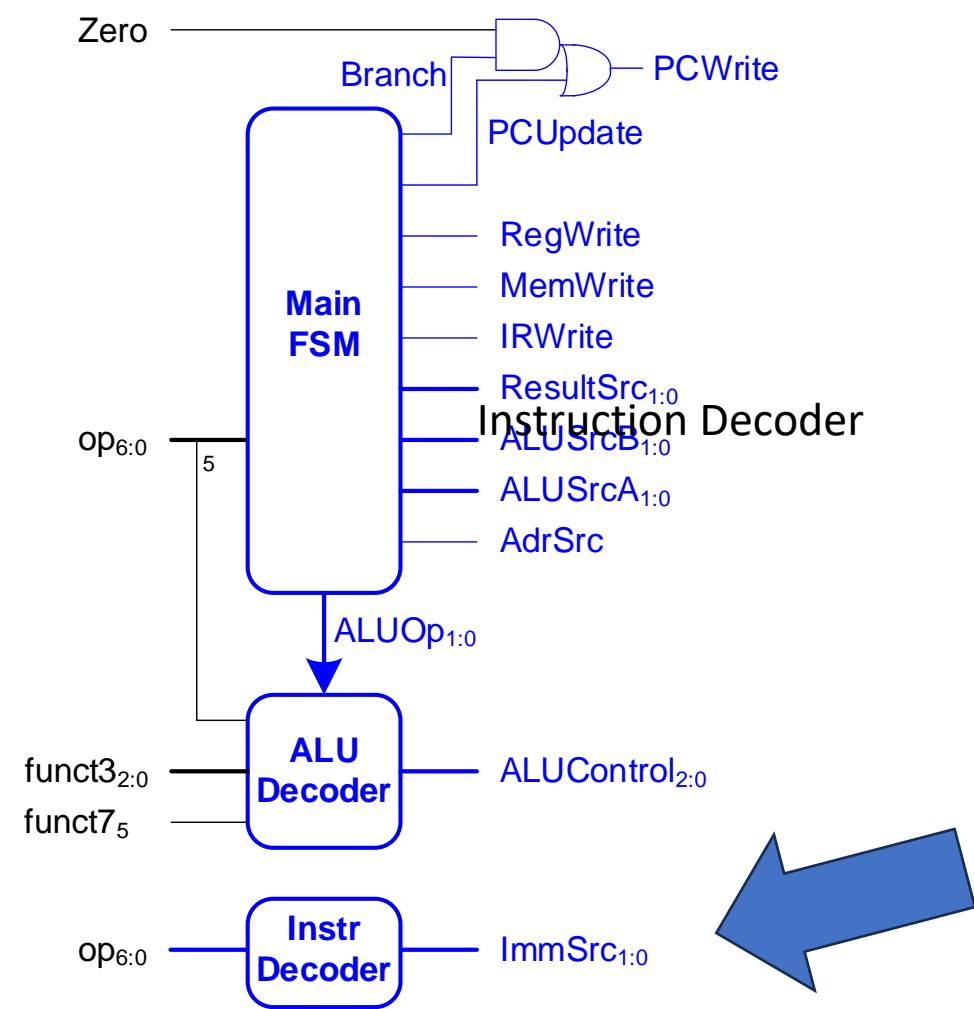 Zero
Branch
PCWrite
PCUpdate
RegWrite
MemWrite
IRWrite
Main
FSM
ResultSrc1:0
Instruction Decoder
op6:0
5
ALUSrcB1:0
ALUSrcA1:0
AdrSrc
ALUOp1:0
ALU
Decoder
funct32:0
funct75
ALUControl2:0
Instr
Decoder
op6:0
ImmSrc1:0